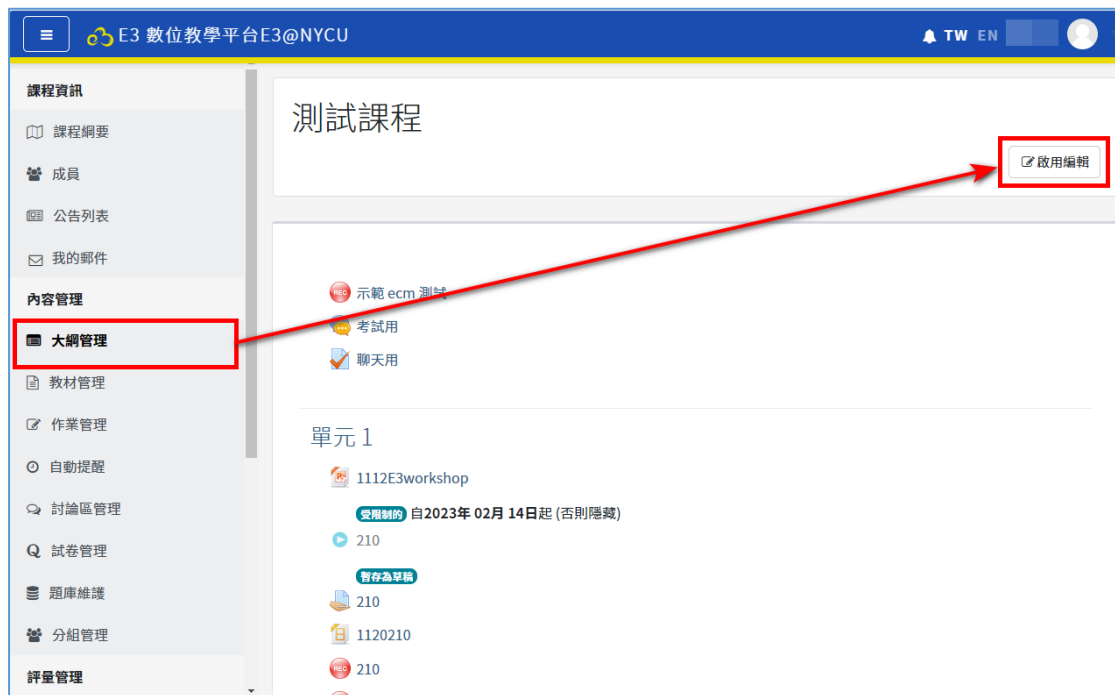 E3 數位教學平台E3@NYCU
TW EN
課程資訊
課程綱要
成員
公告列表
我的郵件
內容管理
大綱管理
教材管理
作業管理
自動提醒
討論區管理
試卷管理
題庫維護
分組管理
評量管理
測試課程
啟用編輯
REC 示範 ecm 測試
考試用
聊天用
單元 1
1112E3workshop
受限制的 自2023年 02月 14日起 (否則隱藏)
210
暫存為草稿
210
1120210
REC 210